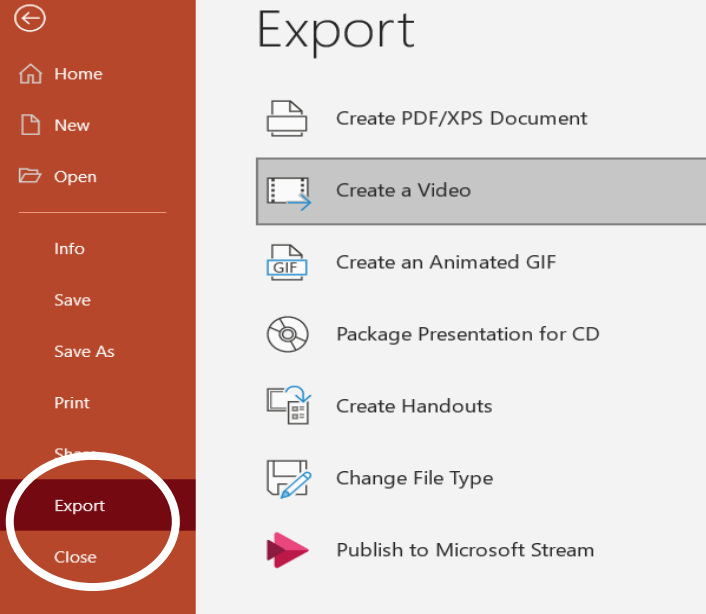 Export
Home
New
Open
Info
Save
Save As
Print
Share
Export
Close
Create PDF/XPS Document
Create a Video
GIF
Create an Animated GIF
Package Presentation for CD
Create Handouts
Change File Type
Publish to Microsoft Stream